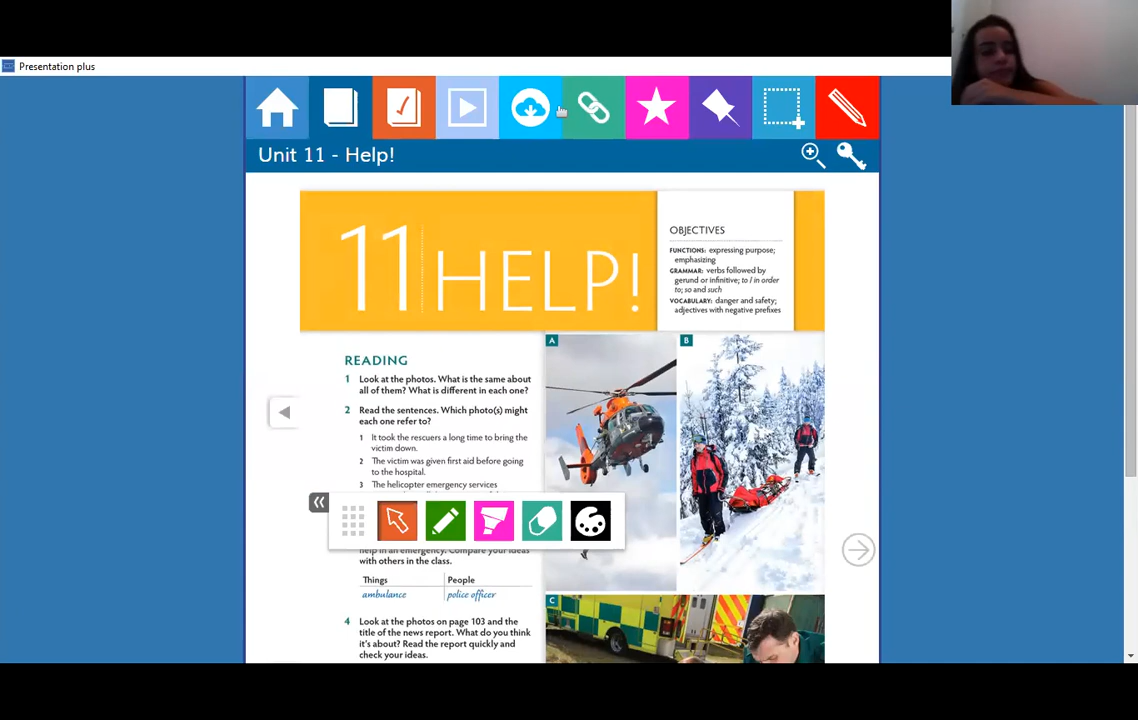 Presentation plus
Unit 11 - Help!
11 HELP!
OBJECTIVES
FUNCTIONS: expressing purpose;
emphasizing
GRAMMAR: verbs followed by
gerund or infinitive; to / in order
to; so and such
VOCABULARY: danger and safety;
adjectives with negative prefixes
READING
1 Look at the photos. What is the same about
all of them? What is different in each one?
2 Read the sentences. Which photo(s) might
each one refer to?
1 It took the rescuers a long time to bring the
victim down.
2 The victim was given first aid before going
to the hospital.
3 The helicopter emergency services
help in an emergency. Compare your ideas
with others in the class.
Things People
ambulance police officer
4 Look at the photos on page 103 and the
title of the news report. What do you think
it's about? Read the report quickly and
check your ideas.
A
B
C